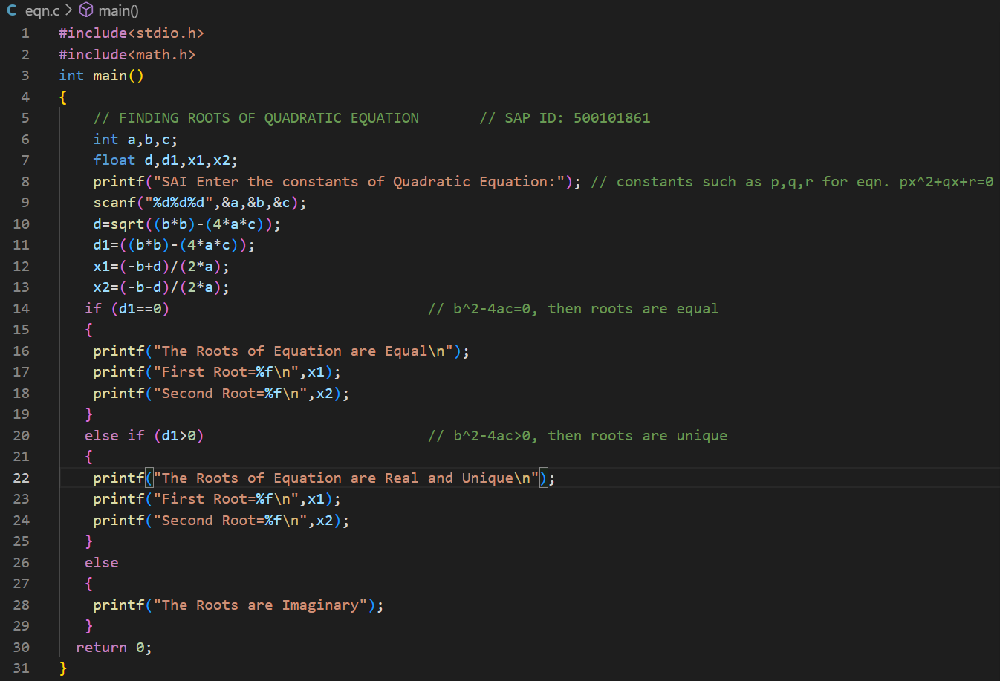 C eqn.c > main()
1 #include<stdio.h>
2 #include<math.h>
3 int main()
4 {
5 // FINDING ROOTS OF QUADRATIC EQUATION // SAP ID: 500101861
6 int a,b,c;
7 float d,d1,x1,x2;
8 printf("SAI Enter the constants of Quadratic Equation:"); // constants such as p,q,r for eqn. px^2+qx+r=0
9 scanf("%d%d%d",&a,&b,&c);
10 d=sqrt((b*b)-(4*a*c));
11 d1=((b*b)-(4*a*c));
12 x1=(-b+d)/(2*a);
13 x2=(-b-d)/(2*a);
14 if (d1==0) // b^2-4ac=0, then roots are equal
15 {
16 printf("The Roots of Equation are Equal\n");
17 printf("First Root=%f\n",x1);
18 printf("Second Root=%f\n",x2);
19 }
20 else if (d1>0) // b^2-4ac>0, then roots are unique
21 {
22 printf("The Roots of Equation are Real and Unique\n");
23 printf("First Root=%f\n",x1);
24 printf("Second Root=%f\n",x2);
25 }
26 else
27 {
28 printf("The Roots are Imaginary");
29 }
30 return 0;
31 }